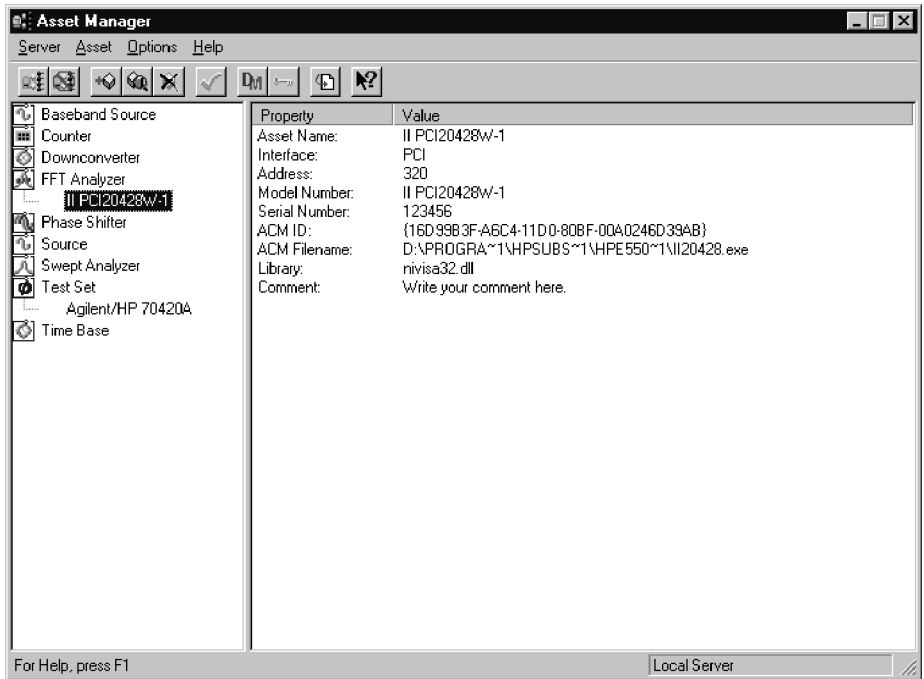 Asset Manager
Server Asset Options Help
DM
Baseband Source
Counter
Downconverter
FFT Analyzer
II PCI20428W-1
Phase Shifter
Source
Swept Analyzer
Test Set
Agilent/HP 70420A
Time Base
Property Value
Asset Name: II PCI20428W-1
Interface: PCI
Address: 320
Model Number: II PCI20428W-1
Serial Number: 123456
ACM ID: {16D99B3F-A6C4-11D0-80BF-00A0246D39AB}
ACM Filename: D:\PROGRA~1\HPSUBS~1\HPE550~1\II20428.exe
Library: nivisa32.dll
Comment: Write your comment here.
For Help, press F1
Local Server